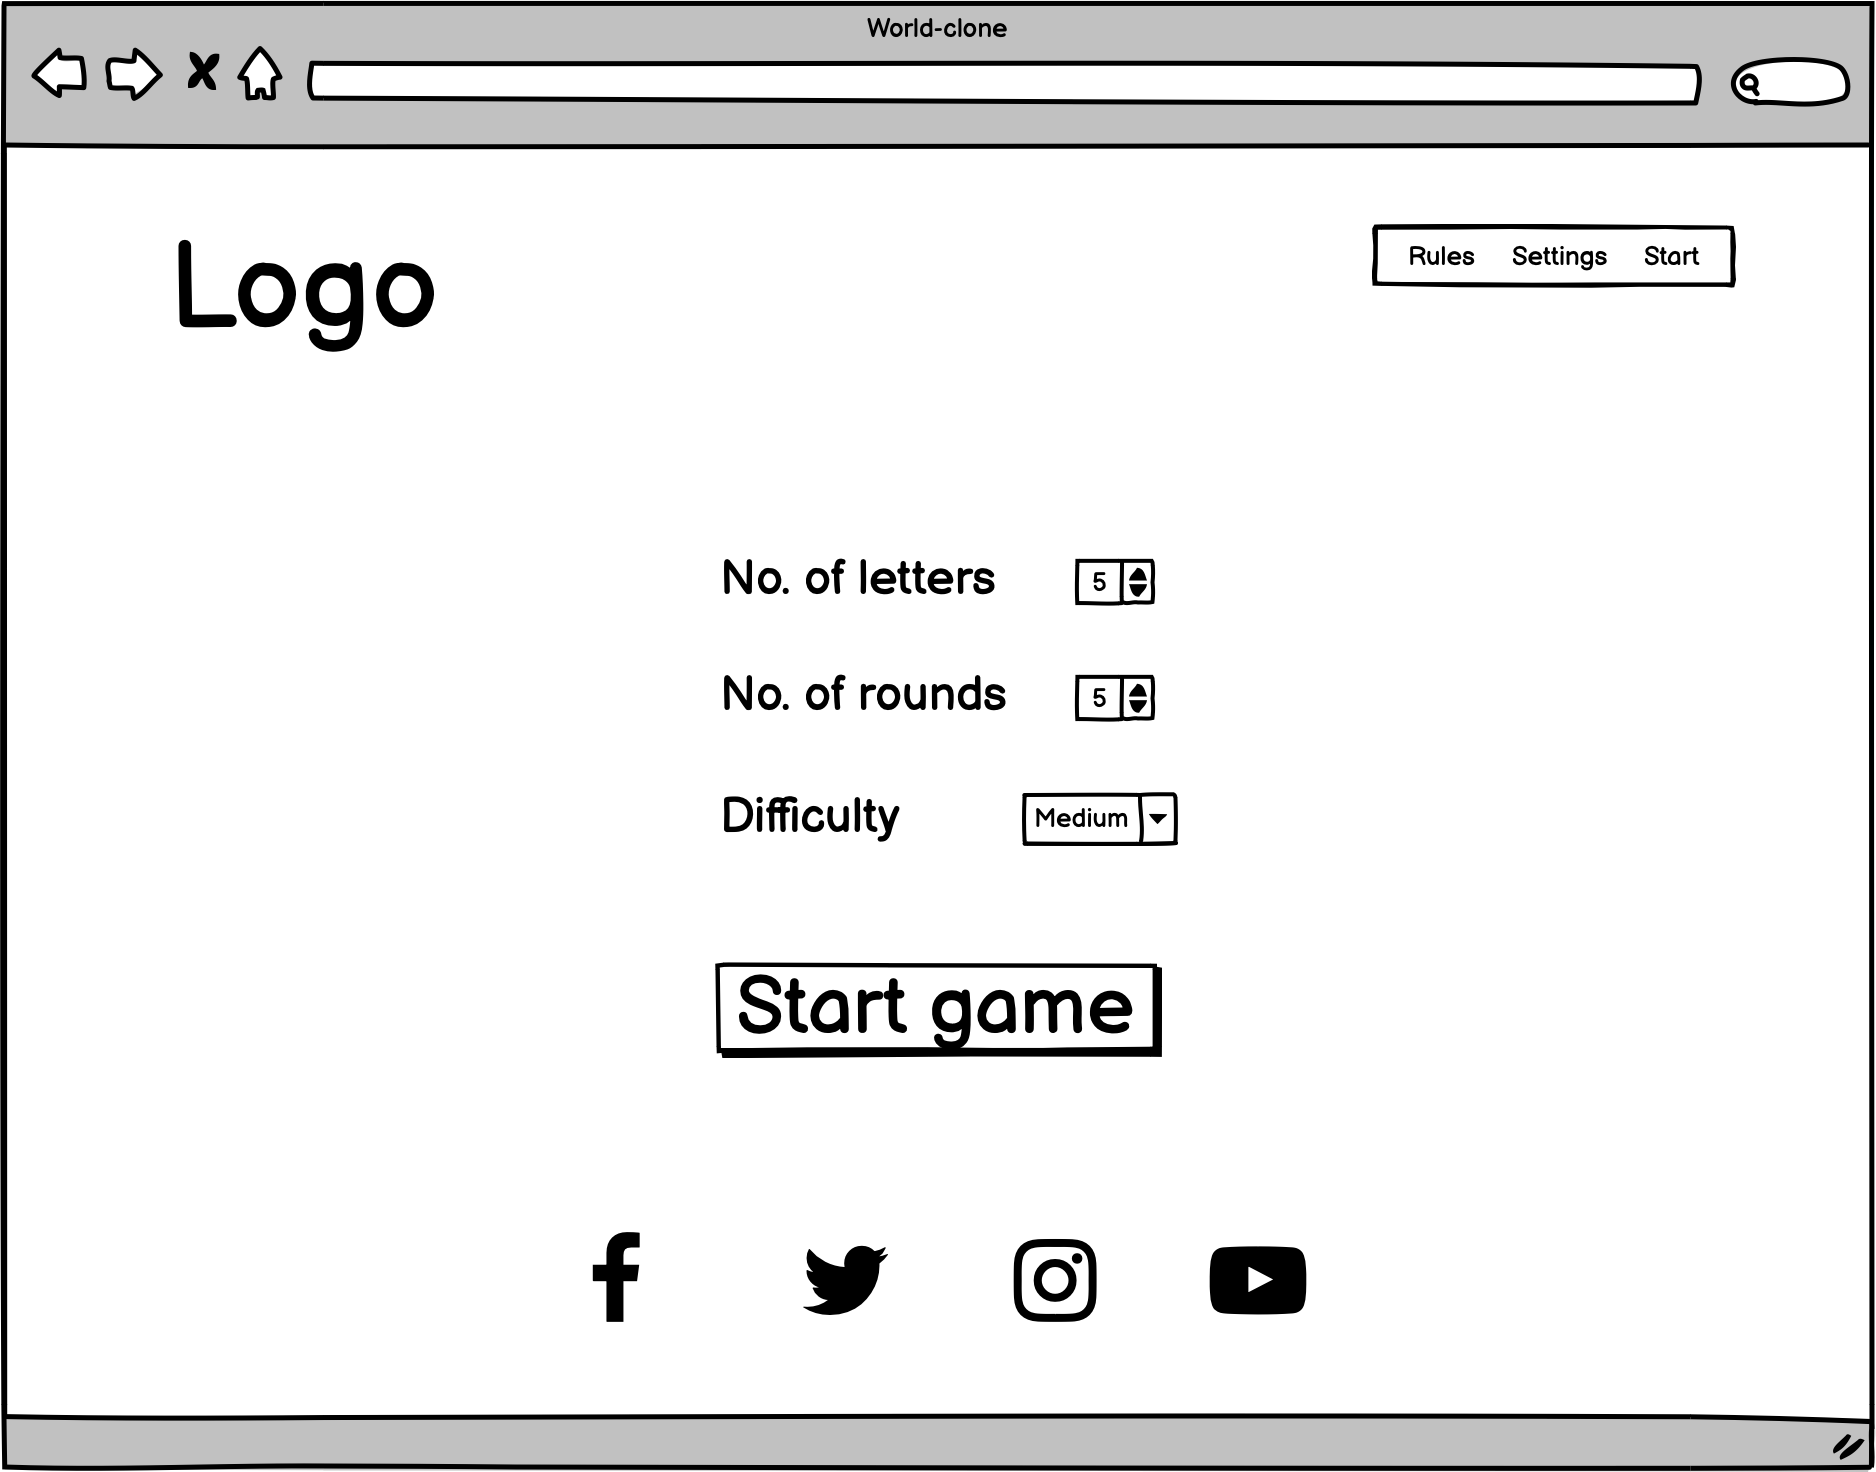 World-clone
Logo
Rules Settings Start
No. of letters 5
No. of rounds 5
Difficulty Medium
Start game